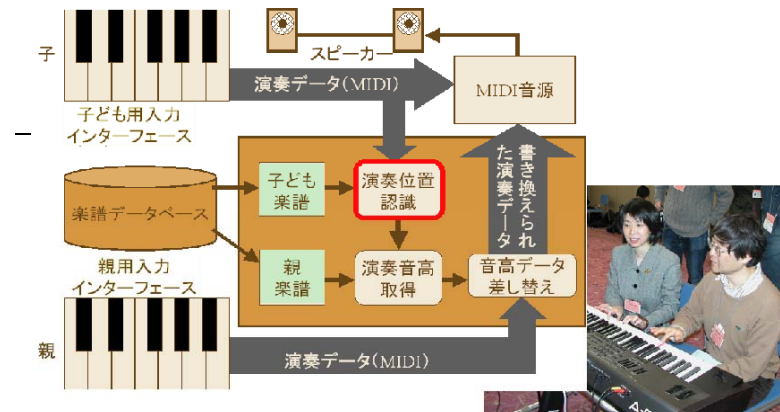 子
スピーカー
演奏データ(MIDI)
MIDI音源
子ども用入力
インターフェース
楽譜データベース
子ども
楽譜
演奏位置
認識
書き換えられ
た演奏データ
親用入力
インターフェース
親
楽譜
演奏音高
取得
音高データ
差し替え
親
演奏データ(MIDI)